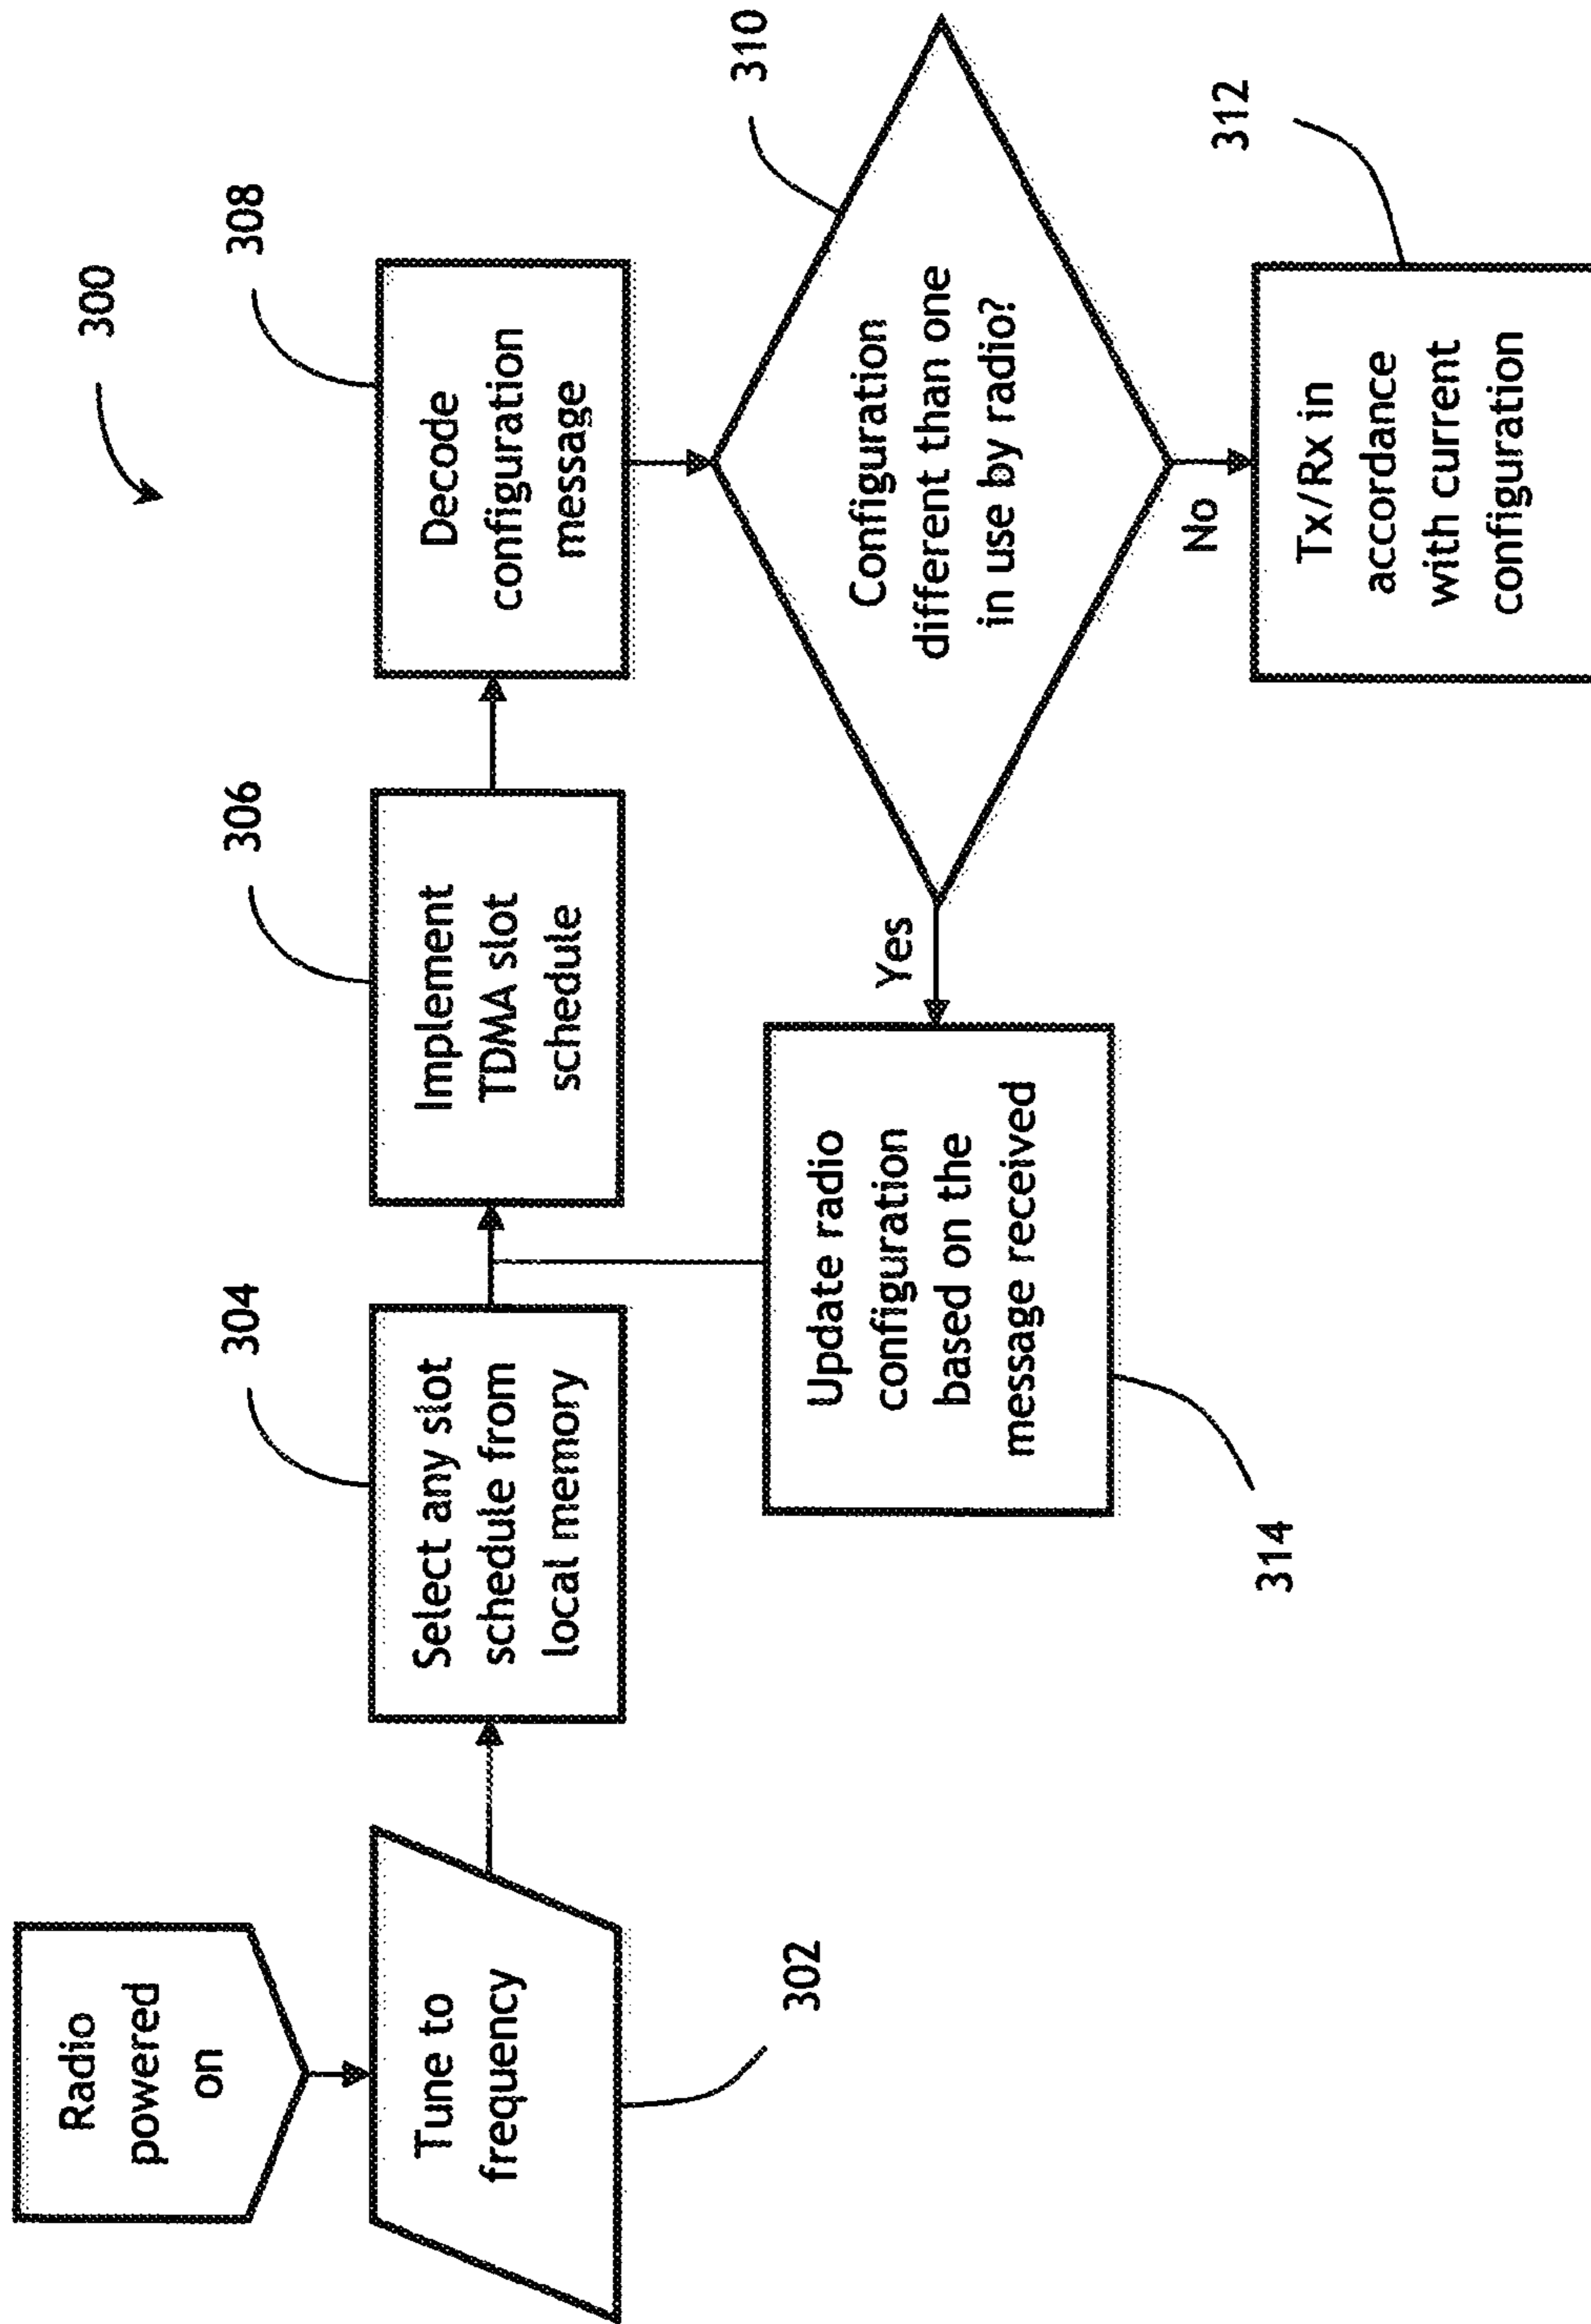 300
Radio
powered
on
Tune to
frequency
302
304
Select any slot
schedule from
local memory
306
Implement
TDMA slot
schedule
308
Decode
configuration
message
310
Configuration
different than one
in use by radio?
Yes
No
Update radio
configuration
based on the
message received
314
312
Tx/Rx in
accordance
with current
configuration